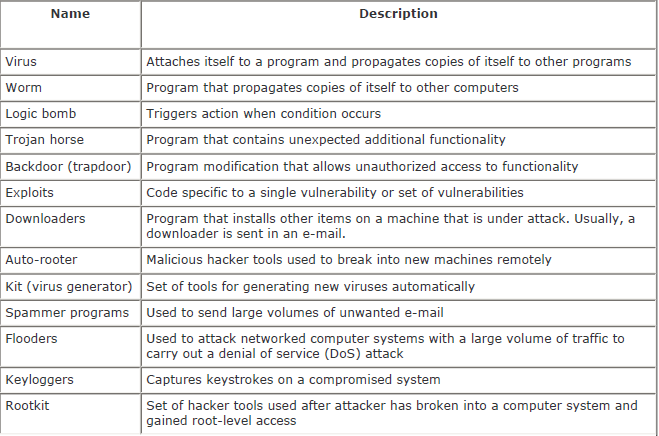 Name Description
Virus Attaches itself to a program and propagates copies of itself to other programs
Worm Program that propagates copies of itself to other computers
Logic bomb Triggers action when condition occurs
Trojan horse Program that contains unexpected additional functionality
Backdoor (trapdoor) Program modification that allows unauthorized access to functionality
Exploits Code specific to a single vulnerability or set of vulnerabilities
Downloaders Program that installs other items on a machine that is under attack. Usually, a
downloader is sent in an e-mail.
Auto-rooter Malicious hacker tools used to break into new machines remotely
Kit (virus generator) Set of tools for generating new viruses automatically
Spammer programs Used to send large volumes of unwanted e-mail
Flooders Used to attack networked computer systems with a large volume of traffic to
carry out a denial of service (DoS) attack
Keyloggers Captures keystrokes on a compromised system
Rootkit Set of hacker tools used after attacker has broken into a computer system and
gained root-level access